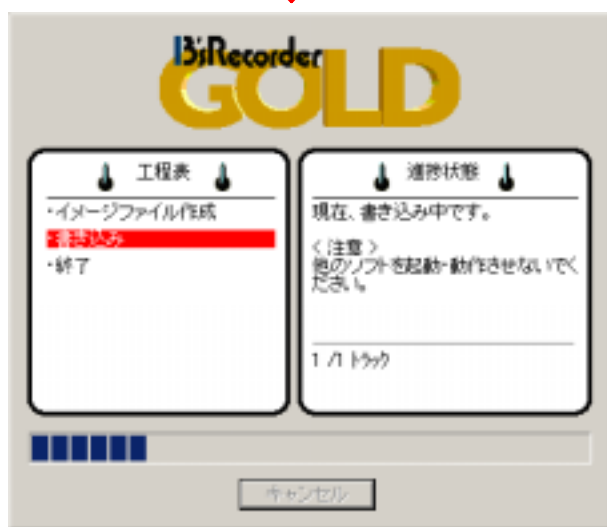 B's Recorder
GOLD
工程表
・イメージファイル作成
・書き込み
・終了
進捗状態
現在、書き込み中です。
＜注意＞
他のソフトを起動・動作させないでく
ださい。
1 /1 トラック
キャンセル